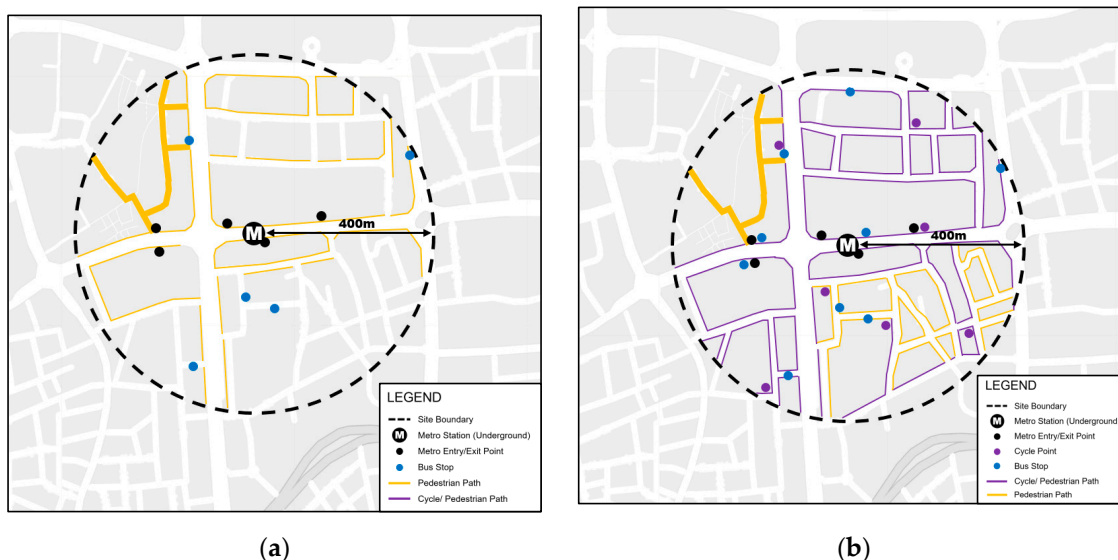 M
400m
LEGEND
Site Boundary
M Metro Station (Underground)
Metro Entry/Exit Point
Bus Stop
Pedestrian Path
Cycle/ Pedestrian Path
(a)
M
400m
LEGEND
Site Boundary
M Metro Station (Underground
Metro Entry/Exit Point
Cycle Point
Bus Stop
Cycle/ Pedestrian Path
Pedestrian Path
(b)